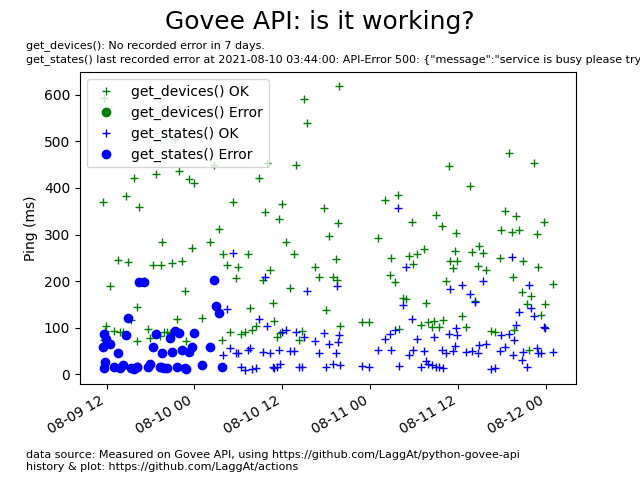 Govee API: is it working?
get_devices(): No recorded error in 7 days.
get_states() last recorded error at 2021-08-10 03:44:00: API-Error 500: {"message":"service is busy please try
get_devices() OK
get_devices() Error
get_states() OK
get_states() Error
Ping (ms)
600
500
400
300
200
100
0
08-09 12
08-10 00
08-10 12
08-11 00
08-11 12
08-12 00
data source: Measured on Govee API, using https://github.com/LaggAt/python-govee-api
history & plot: https://github.com/LaggAt/actions